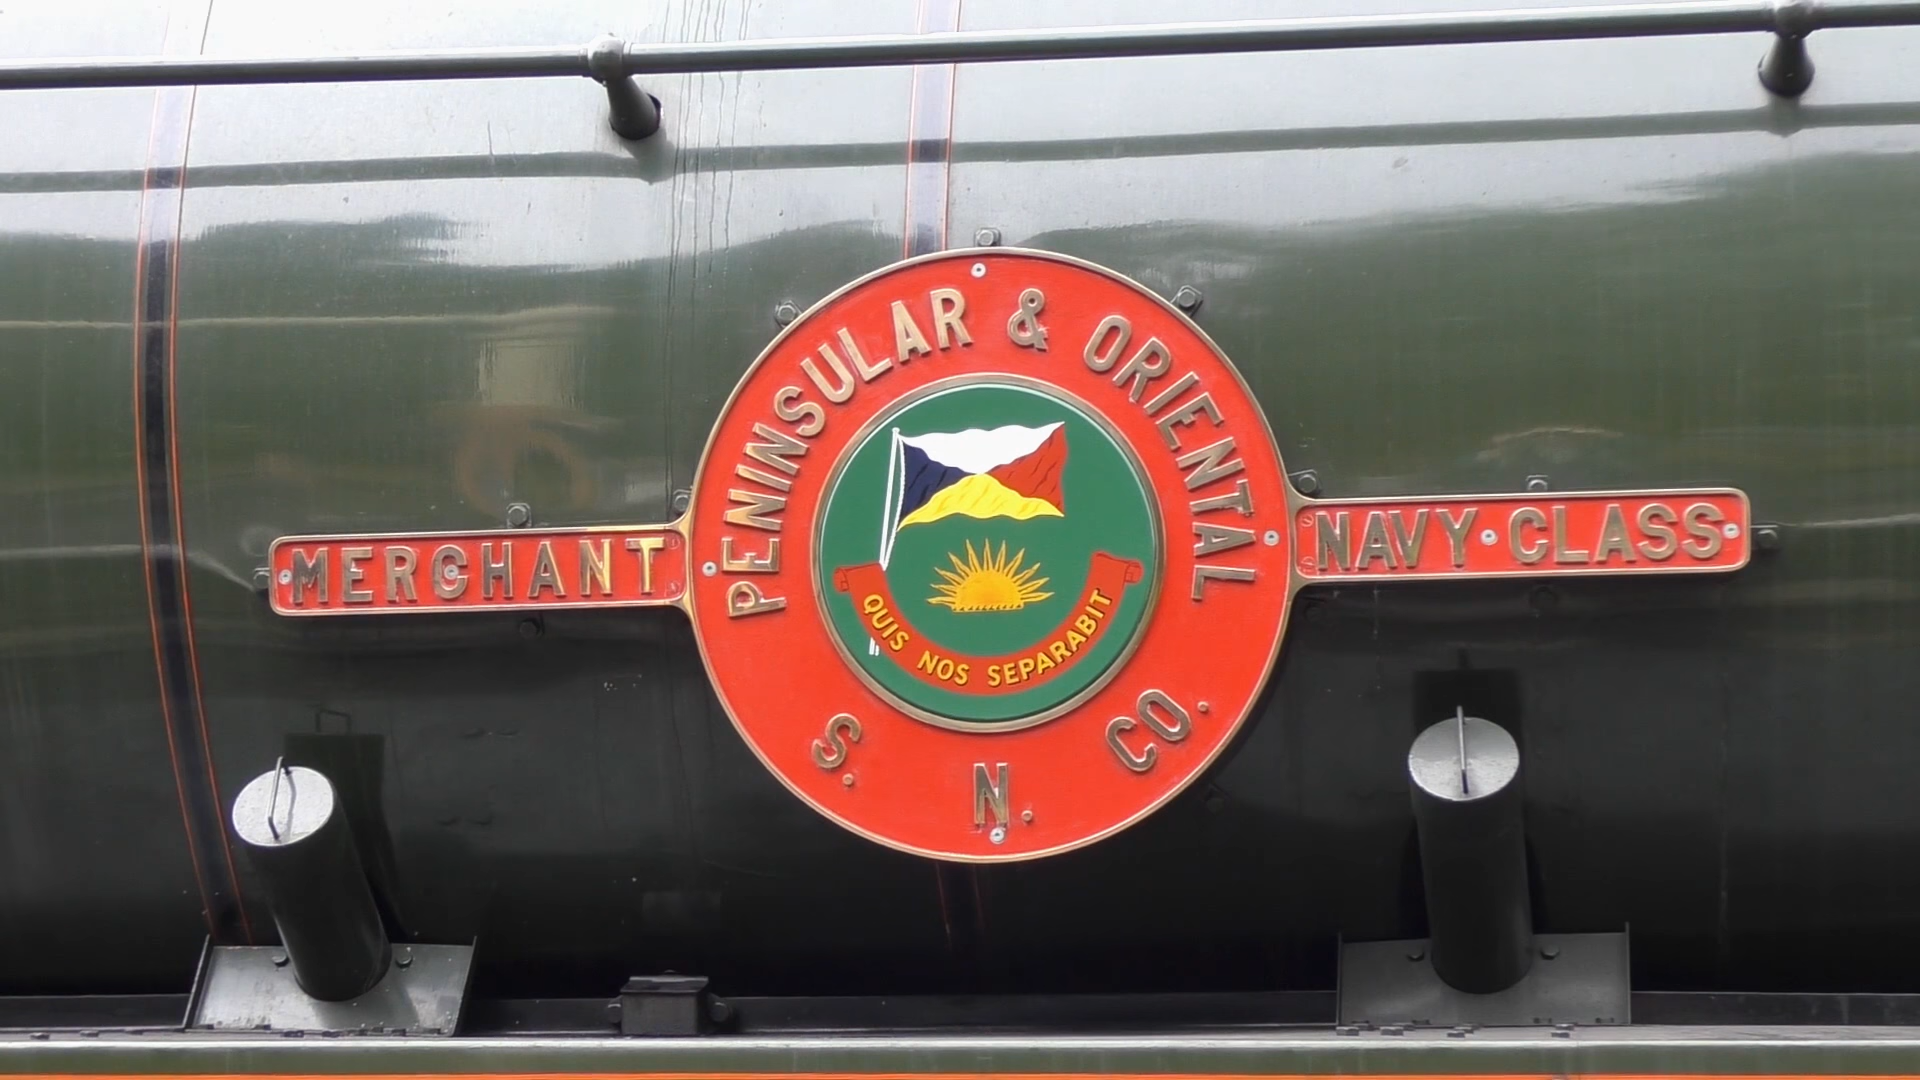 PENINSULAR & ORIENTAL
MERCHANT NAVY·CLASS
QUIS NOS SEPARABIT
S. N. CO.